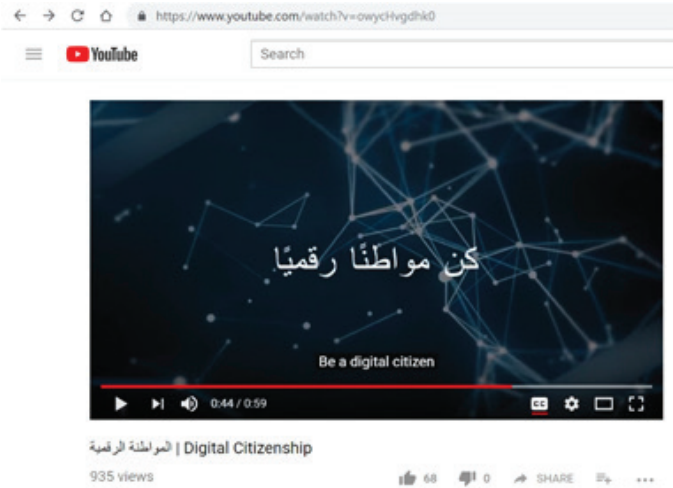 https://www.youtube.com/watch?v=owycHvgdhk0
YouTube
Search
كن مواطنًا رقميًا
Be a digital citizen
0:44 / 0:59
CC
المواطنة الرقمية | Digital Citizenship
935 views
68
0
SHARE